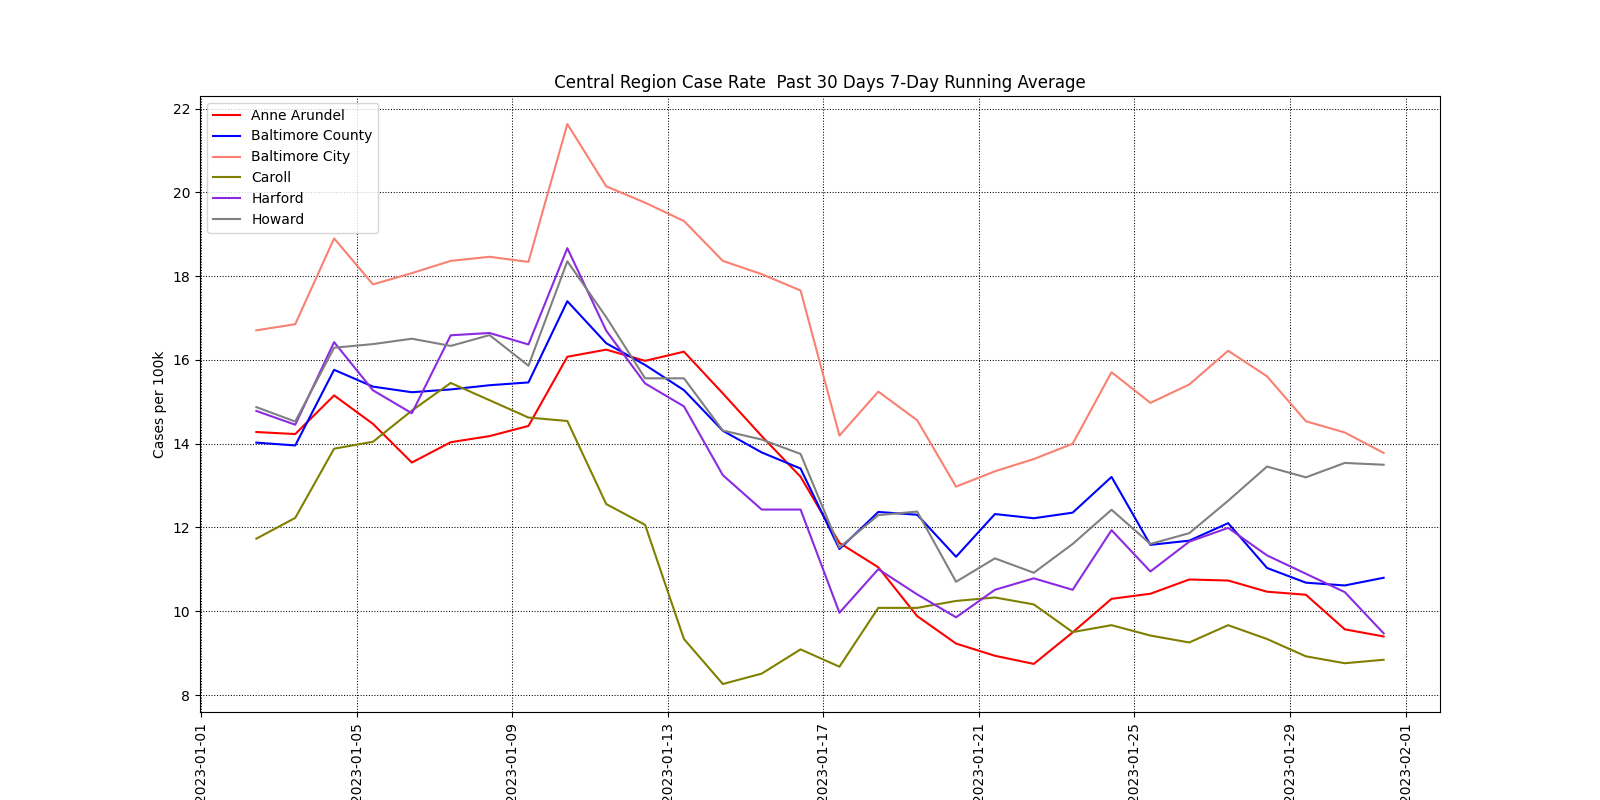 Central Region Case Rate  Past 30 Days 7-Day Running Average
22
20
18
16
14
12
10
8
Cases per 100k
Anne Arundel
Baltimore County
Baltimore City
Caroll
Harford
Howard
2023-01-01
2023-01-05
2023-01-09
2023-01-13
2023-01-17
2023-01-21
2023-01-25
2023-01-29
2023-02-01